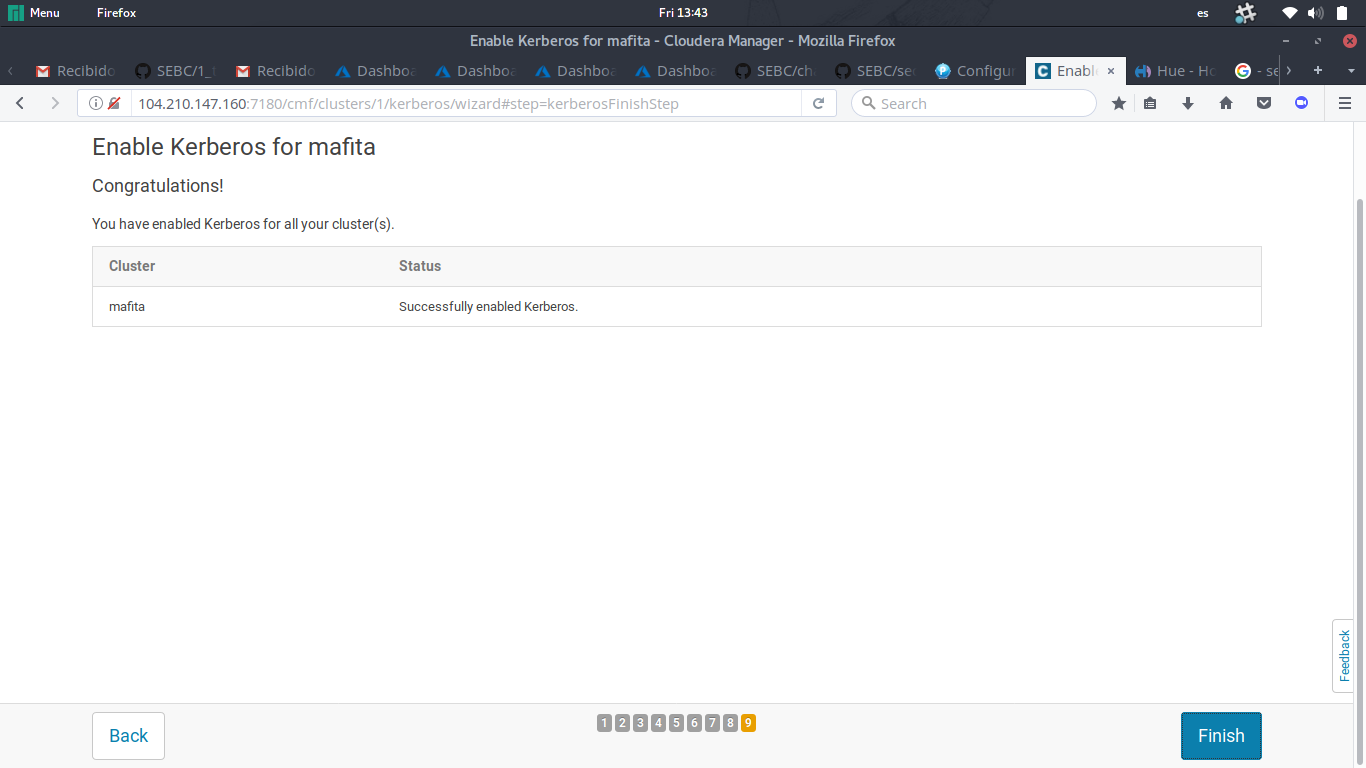 Menu Firefox Fri 13:43 es
Enable Kerberos for mafita - Cloudera Manager - Mozilla Firefox
Recibido SEBC/1_ Recibido Dashboa Dashboa Dashboa Dashboa SEBC/ch SEBC/sec Configur Enabl Hue - Ho - se
104.210.147.160:7180/cmf/clusters/1/kerberos/wizard#step=kerberosFinishStep Search
Enable Kerberos for mafita
Congratulations!
You have enabled Kerberos for all your cluster(s).
Cluster Status
mafita Successfully enabled Kerberos.
Feedback
Back 1 2 3 4 5 6 7 8 9 Finish